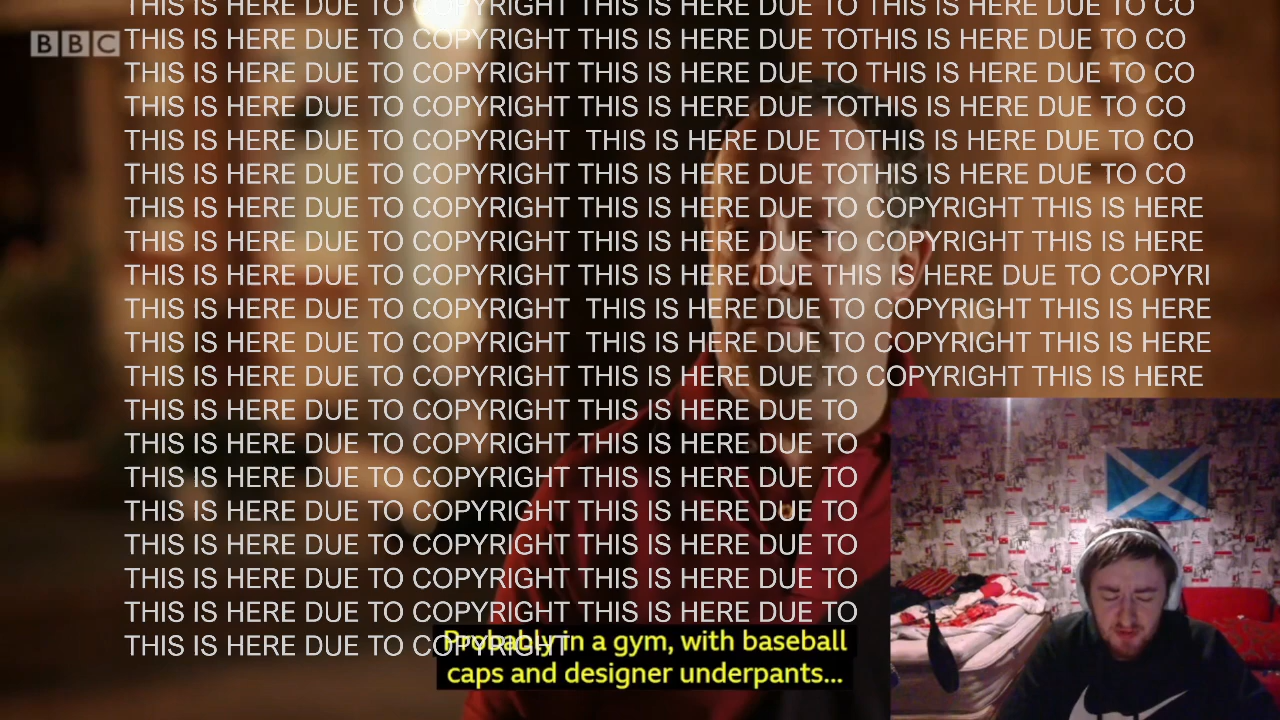 THIS IS HERE DUE TO COPYRIGHT THIS IS HERE DUE TO THIS IS HERE DUE TO CO
BBC
THIS IS HERE DUE TO COPYRIGHT THIS IS HERE DUE TOTHIS IS HERE DUE TO CO
THIS IS HERE DUE TO COPYRIGHT THIS IS HERE DUE TO THIS IS HERE DUE TO CO
THIS IS HERE DUE TO COPYRIGHT THIS IS HERE DUE TOTHIS IS HERE DUE TO CO
THIS IS HERE DUE TO COPYRIGHT THIS IS HERE DUE TOTHIS IS HERE DUE TO CO
THIS IS HERE DUE TO COPYRIGHT THIS IS HERE DUE TOTHIS IS HERE DUE TO CO
THIS IS HERE DUE TO COPYRIGHT THIS IS HERE DUE TO COPYRIGHT THIS IS HERE
THIS IS HERE DUE TO COPYRIGHT THIS IS HERE DUE TO COPYRIGHT THIS IS HERE
THIS IS HERE DUE TO COPYRIGHT THIS IS HERE DUE THIS IS HERE DUE TO COPYRI
THIS IS HERE DUE TO COPYRIGHT THIS IS HERE DUE TO COPYRIGHT THIS IS HERE
THIS IS HERE DUE TO COPYRIGHT THIS IS HERE DUE TO COPYRIGHT THIS IS HERE
THIS IS HERE DUE TO COPYRIGHT THIS IS HERE DUE TO COPYRIGHT THIS IS HERE
THIS IS HERE DUE TO COPYRIGHT THIS IS HERE DUE TO
THIS IS HERE DUE TO COPYRIGHT THIS IS HERE DUE TO
THIS IS HERE DUE TO COPYRIGHT THIS IS HERE DUE TO
THIS IS HERE DUE TO COPYRIGHT THIS IS HERE DUE TO
THIS IS HERE DUE TO COPYRIGHT THIS IS HERE DUE TO
THIS IS HERE DUE TO COPYRIGHT THIS IS HERE DUE TO
THIS IS HERE DUE TO COPYRIGHT THIS IS HERE DUE TO
THIS IS HERE DUE TO COPYRIGHT
Probably in a gym, with baseball
caps and designer underpants...